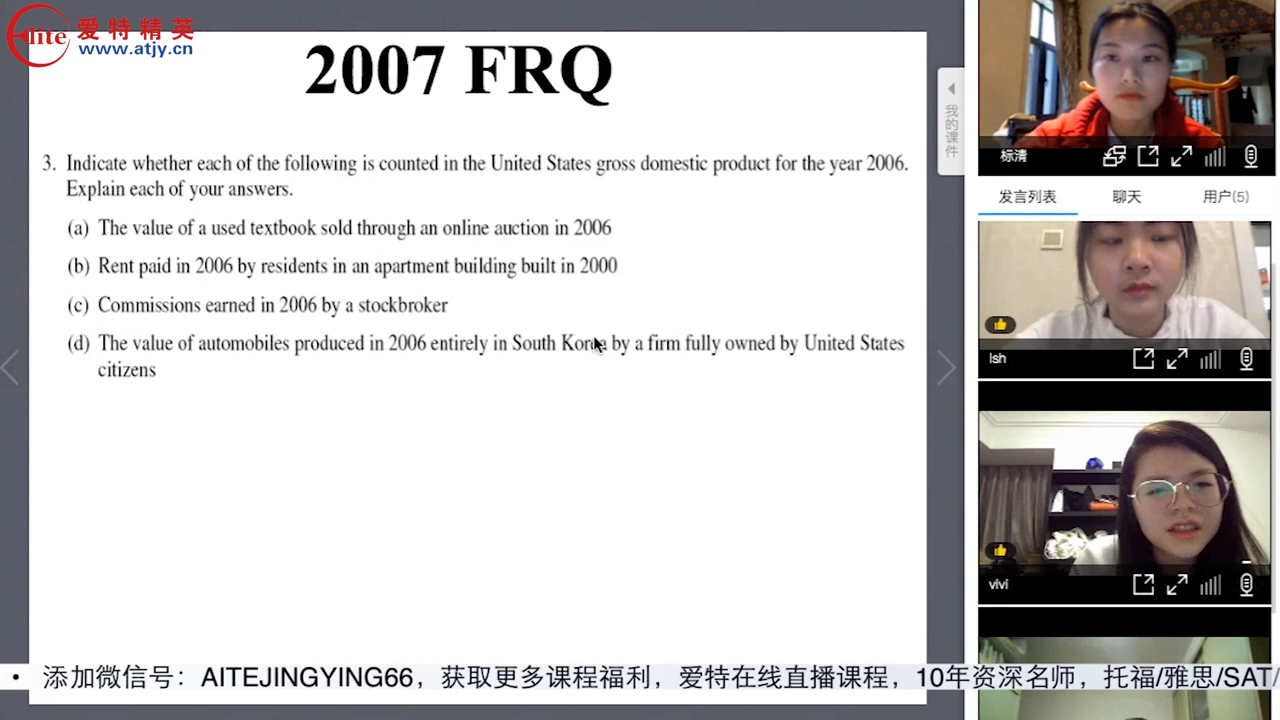 Elite 爱特精英
www.atjy.cn
2007 FRQ
3. Indicate whether each of the following is counted in the United States gross domestic product for the year 2006.
Explain each of your answers.
(a) The value of a used textbook sold through an online auction in 2006
(b) Rent paid in 2006 by residents in an apartment building built in 2000
(c) Commissions earned in 2006 by a stockbroker
(d) The value of automobiles produced in 2006 entirely in South Korea by a firm fully owned by United States
citizens
我的课件
标清
发言列表 聊天 用户(5)
lsh
vivi
• 添加微信号：AITEJINGYING66，获取更多课程福利，爱特在线直播课程，10年资深名师，托福/雅思/SAT/